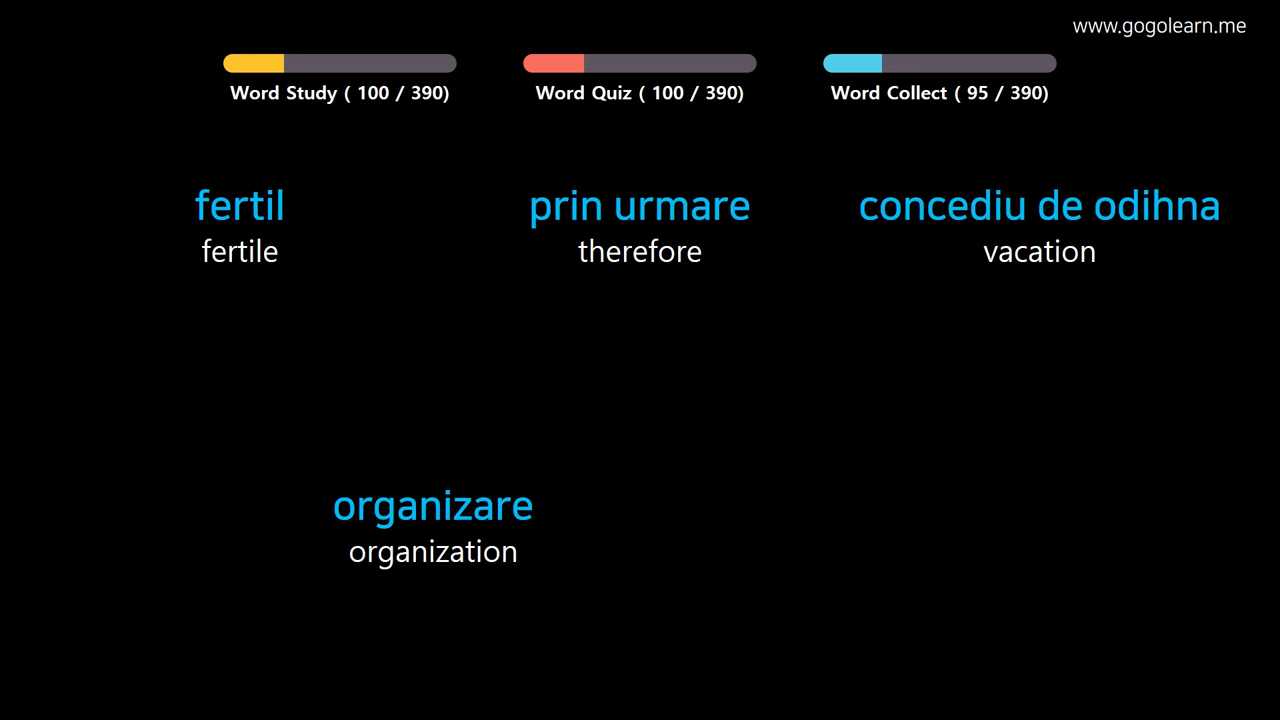 www.gogolearn.me
Word Study ( 100 / 390)
Word Quiz ( 100 / 390)
Word Collect ( 95 / 390)
fertil
fertile
prin urmare
therefore
concediu de odihna
vacation
organizare
organization